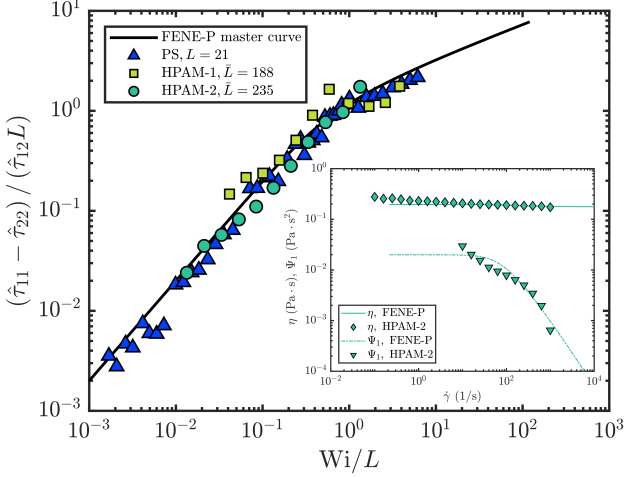 10^1
10^0
10^{-1}
10^{-2}
10^{-3}
(τ̂_{11} − τ̂_{22}) / (τ̂_{12}L)
FENE-P master curve
PS, L = 21
HPAM-1, L̄ = 188
HPAM-2, L̄ = 235
10^0
10^{-1}
10^{-2}
10^{-3}
10^{-4}
η (Pa · s), Ψ_1 (Pa · s^2)
η, FENE-P
η, HPAM-2
Ψ_1, FENE-P
Ψ_1, HPAM-2
10^{-2} 10^0 10^2 10^4
γ̇ (1/s)
10^{-3} 10^{-2} 10^{-1} 10^0 10^1 10^2 10^3
Wi/L